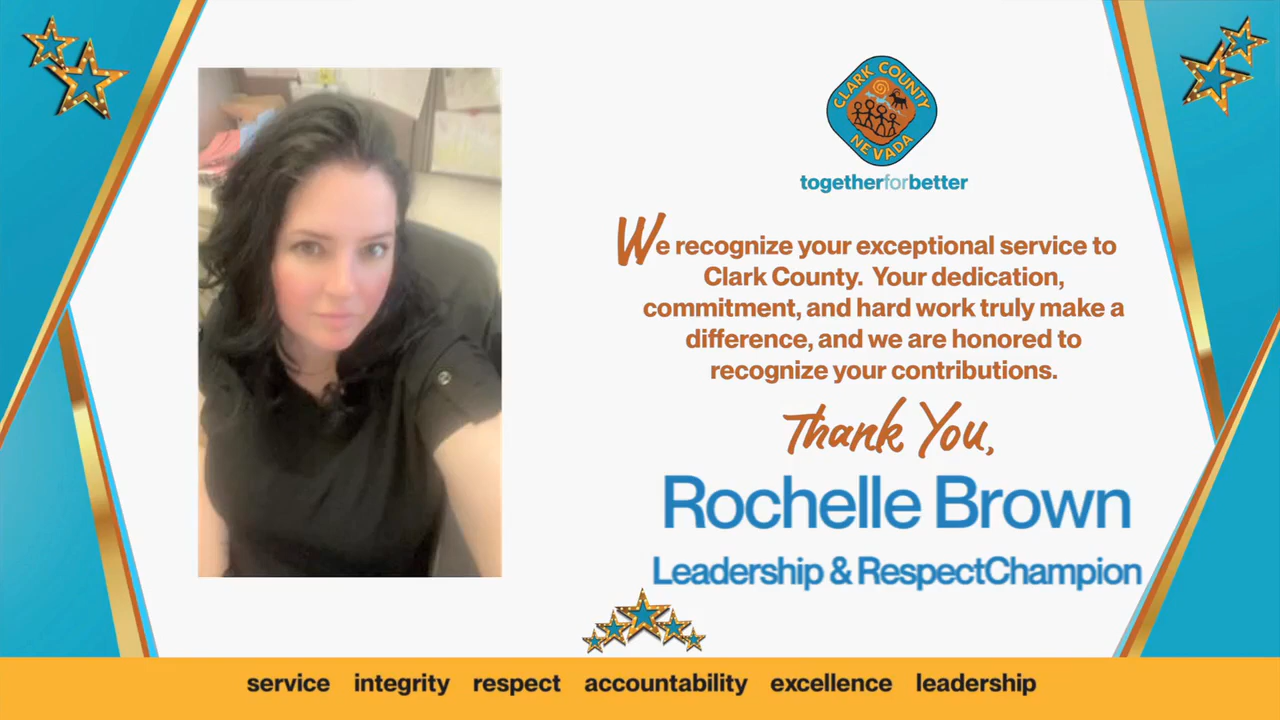 CLARK COUNTY
NEVADA
togetherforbetter
We recognize your exceptional service to
Clark County. Your dedication,
commitment, and hard work truly make a
difference, and we are honored to
recognize your contributions.
Thank You,
Rochelle Brown
Leadership & RespectChampion
service integrity respect accountability excellence leadership